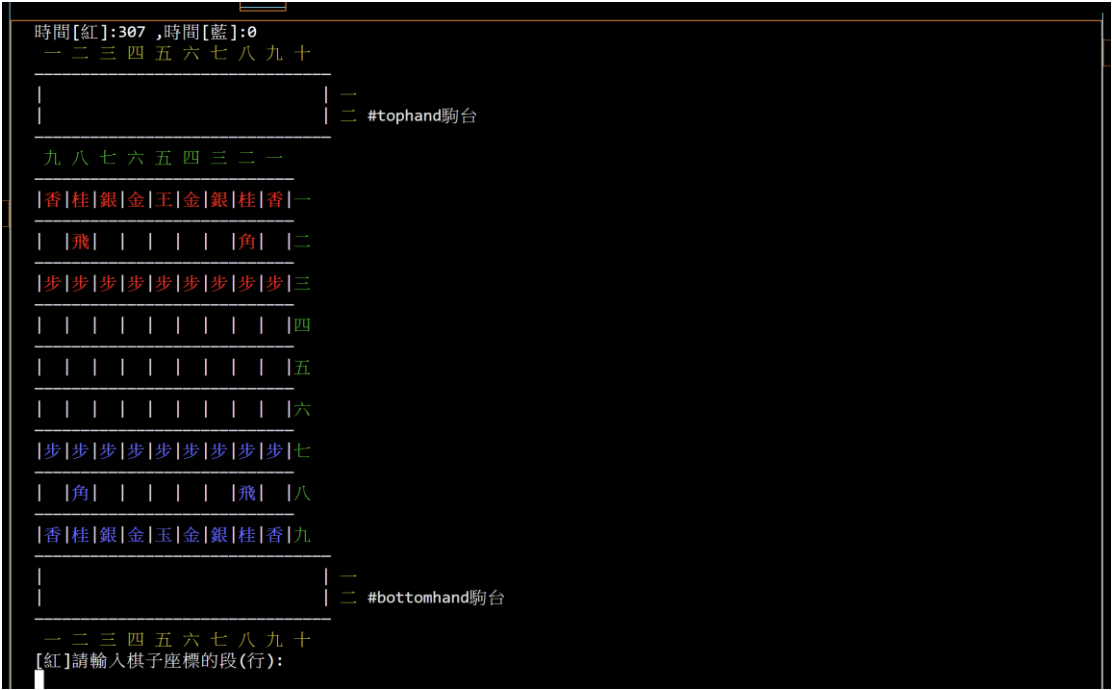 時間[紅]:307 ,時間[藍]:0
一 二 三 四 五 六 七 八 九 十
| | 一
| | 二 #tophand駒台
九 八 七 六 五 四 三 二 一
|香|桂|銀|金|王|金|銀|桂|香|一
| |飛| | | | | |角| |二
|步|步|步|步|步|步|步|步|步|三
| | | | | | | | | |四
| | | | | | | | | |五
| | | | | | | | | |六
|步|步|步|步|步|步|步|步|步|七
| |角| | | | | |飛| |八
|香|桂|銀|金|玉|金|銀|桂|香|九
| | 一
| | 二 #bottomhand駒台
一 二 三 四 五 六 七 八 九 十
[紅]請輸入棋子座標的段(行):